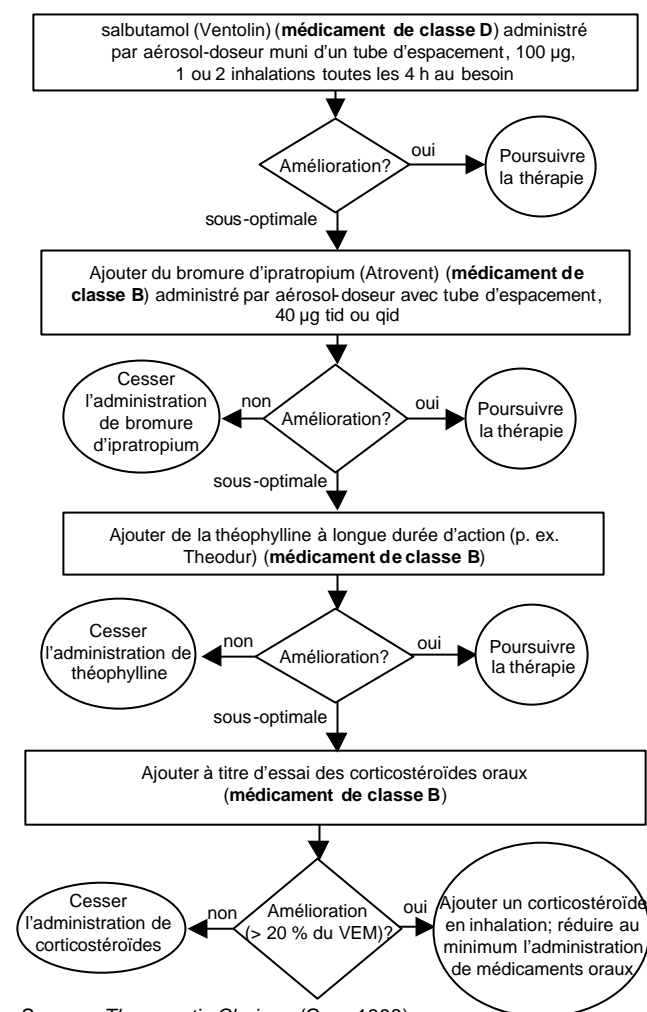 salbutamol (Ventolin) (médicament de classe D) administré
par aérosol-doseur muni d'un tube d'espacement, 100 µg,
1 ou 2 inhalations toutes les 4 h au besoin
Amélioration?
oui
Poursuivre
la thérapie
sous-optimale
Ajouter du bromure d'ipratropium (Atrovent) (médicament de
classe B) administré par aérosol-doseur avec tube d'espacement,
40 µg tid ou qid
Cesser
l'administration
de bromure
d'ipratropium
non
Amélioration?
oui
Poursuivre
la thérapie
sous-optimale
Ajouter de la théophylline à longue durée d'action (p. ex.
Theodur) (médicament de classe B)
Cesser
l'administration de
théophylline
non
Amélioration?
oui
Poursuivre
la thérapie
sous-optimale
Ajouter à titre d'essai des corticostéroïdes oraux
(médicament de classe B)
Cesser
l'administration de
corticostéroïdes
non
Amélioration
(> 20 % du VEM)?
oui
Ajouter un corticostéroïde
en inhalation; réduire au
minimum l'administration
de médicaments oraux